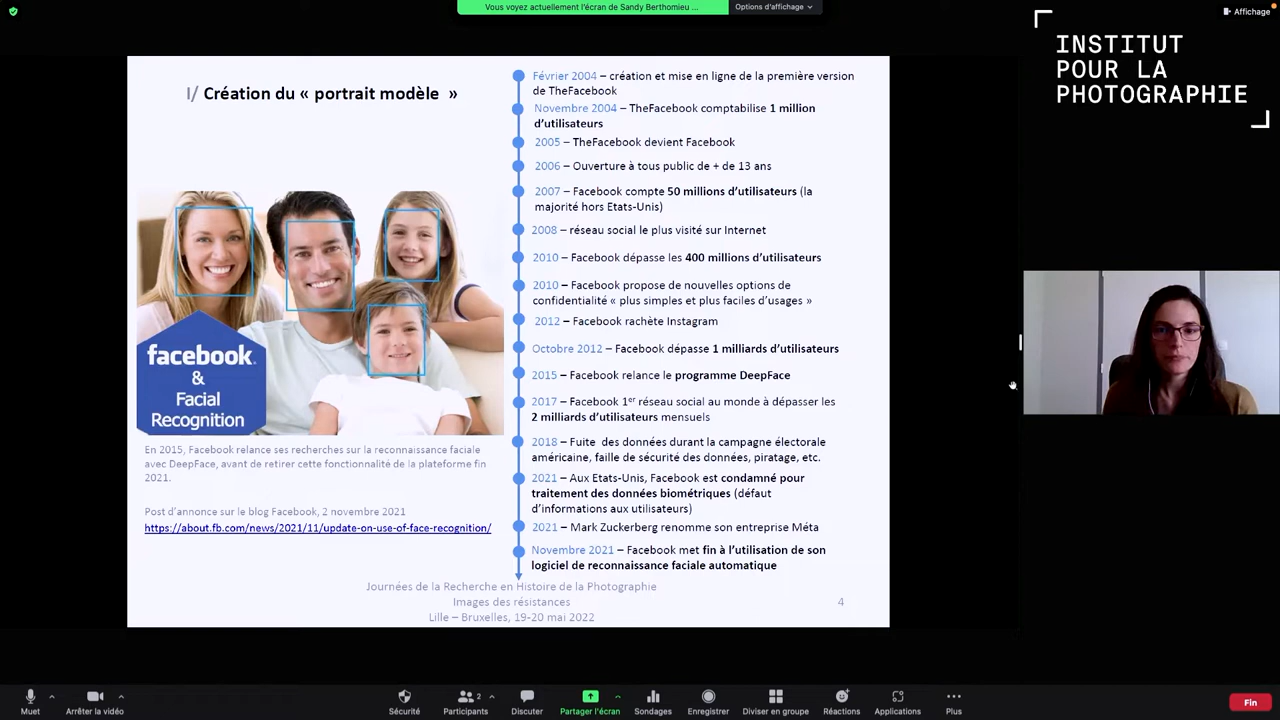 Vous voyez actuellement l'écran de Sandy Berthomieu ...
Options d'affichage
Affichage
INSTITUT
POUR LA
PHOTOGRAPHIE
I/ Création du « portrait modèle »
facebook.
&
Facial
Recognition
En 2015, Facebook relance ses recherches sur la reconnaissance faciale
avec DeepFace, avant de retirer cette fonctionnalité de la plateforme fin
2021.
Post d'annonce sur le blog Facebook, 2 novembre 2021
https://about.fb.com/news/2021/11/update-on-use-of-face-recognition/
Février 2004 – création et mise en ligne de la première version
de TheFacebook
Novembre 2004 – TheFacebook comptabilise 1 million
d'utilisateurs
2005 – TheFacebook devient Facebook
2006 – Ouverture à tous public de + de 13 ans
2007 – Facebook compte 50 millions d'utilisateurs (la
majorité hors Etats-Unis)
2008 – réseau social le plus visité sur Internet
2010 – Facebook dépasse les 400 millions d'utilisateurs
2010 – Facebook propose de nouvelles options de
confidentialité « plus simples et plus faciles d'usages »
2012 – Facebook rachète Instagram
Octobre 2012 – Facebook dépasse 1 milliards d'utilisateurs
2015 – Facebook relance le programme DeepFace
2017 – Facebook 1er réseau social au monde à dépasser les
2 milliards d'utilisateurs mensuels
2018 – Fuite des données durant la campagne électorale
américaine, faille de sécurité des données, piratage, etc.
2021 – Aux Etats-Unis, Facebook est condamné pour
traitement des données biométriques (défaut
d'informations aux utilisateurs)
2021 – Mark Zuckerberg renomme son entreprise Méta
Novembre 2021 – Facebook met fin à l'utilisation de son
logiciel de reconnaissance faciale automatique
Journées de la Recherche en Histoire de la Photographie
Images des résistances
Lille – Bruxelles, 19-20 mai 2022
4
Muet
Arrêter la vidéo
Sécurité
Participants
2
Discuter
Partager l'écran
Sondages
Enregistrer
Diviser en groupe
Réactions
Applications
Plus
Fin